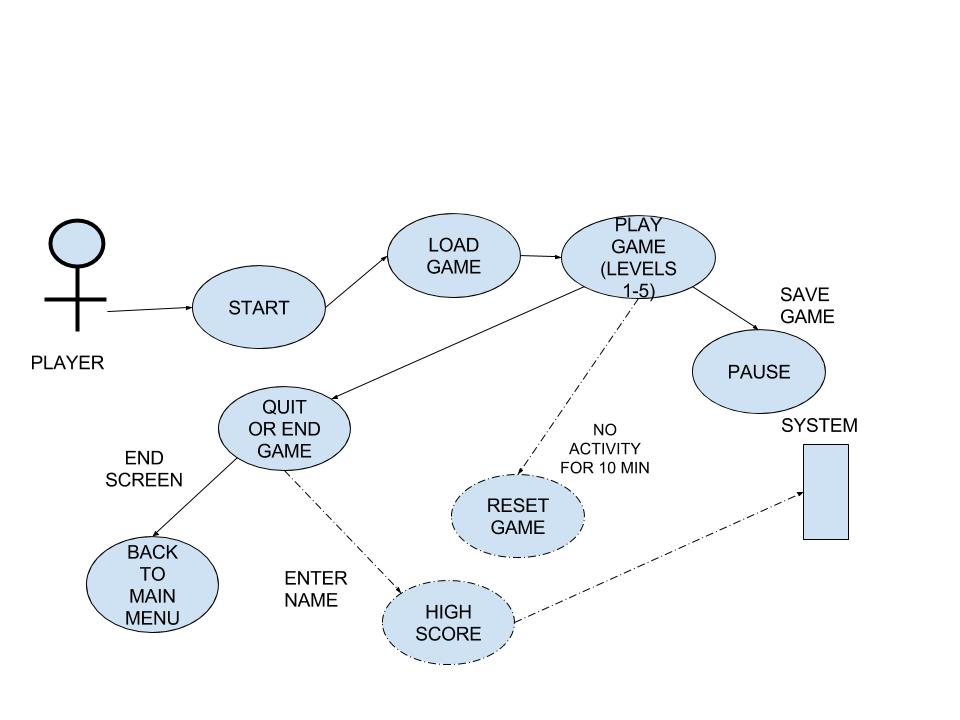 PLAYER
START
LOAD
GAME
PLAY
GAME
(LEVELS
1-5)
SAVE
GAME
PAUSE
SYSTEM
QUIT
OR END
GAME
NO
ACTIVITY
FOR 10 MIN
END
SCREEN
RESET
GAME
BACK
TO
MAIN
MENU
ENTER
NAME
HIGH
SCORE